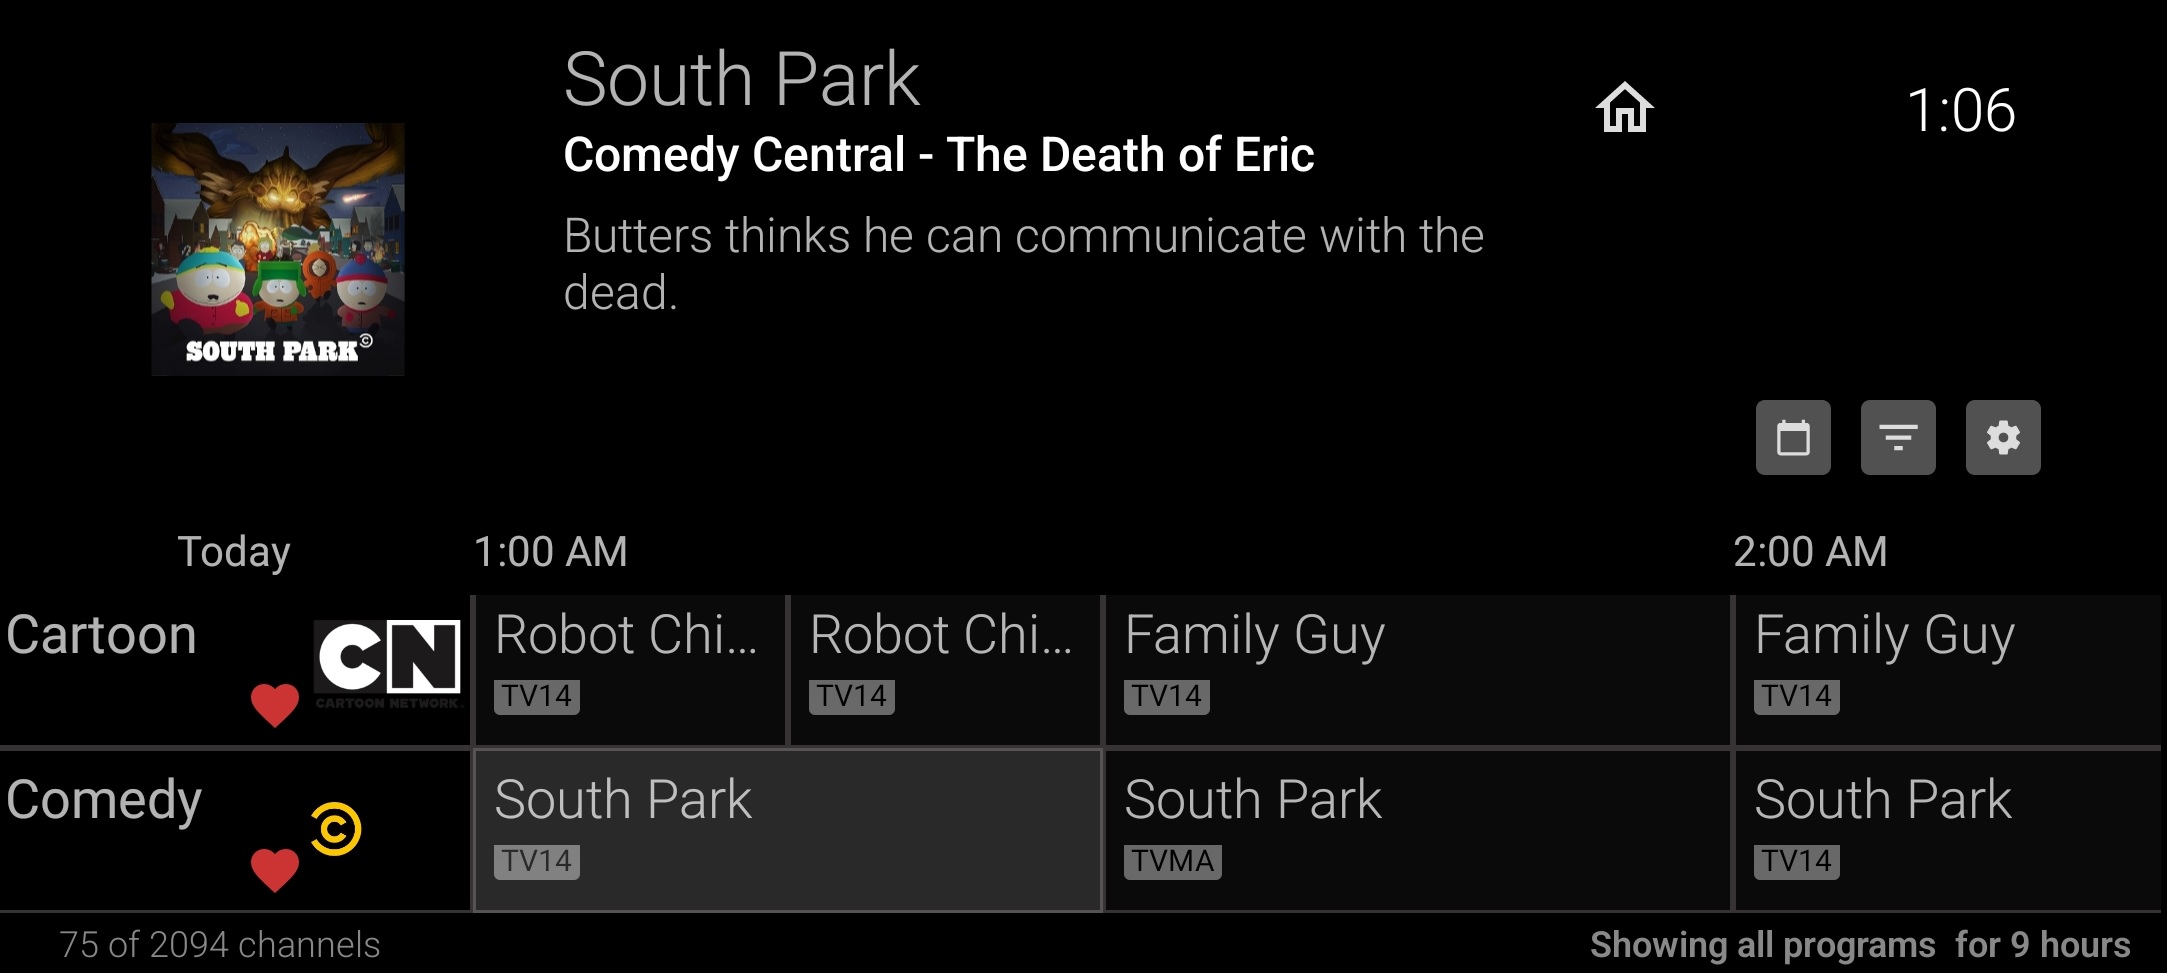 South Park
Comedy Central - The Death of Eric
1:06
Butters thinks he can communicate with the
dead.
SOUTH PARK©
Today
1:00 AM
2:00 AM
Cartoon
CN
CARTOON NETWORK.
Robot Chi...
TV14
Robot Chi...
TV14
Family Guy
TV14
Family Guy
TV14
Comedy
South Park
TV14
South Park
TVMA
South Park
TV14
75 of 2094 channels
Showing all programs  for 9 hours